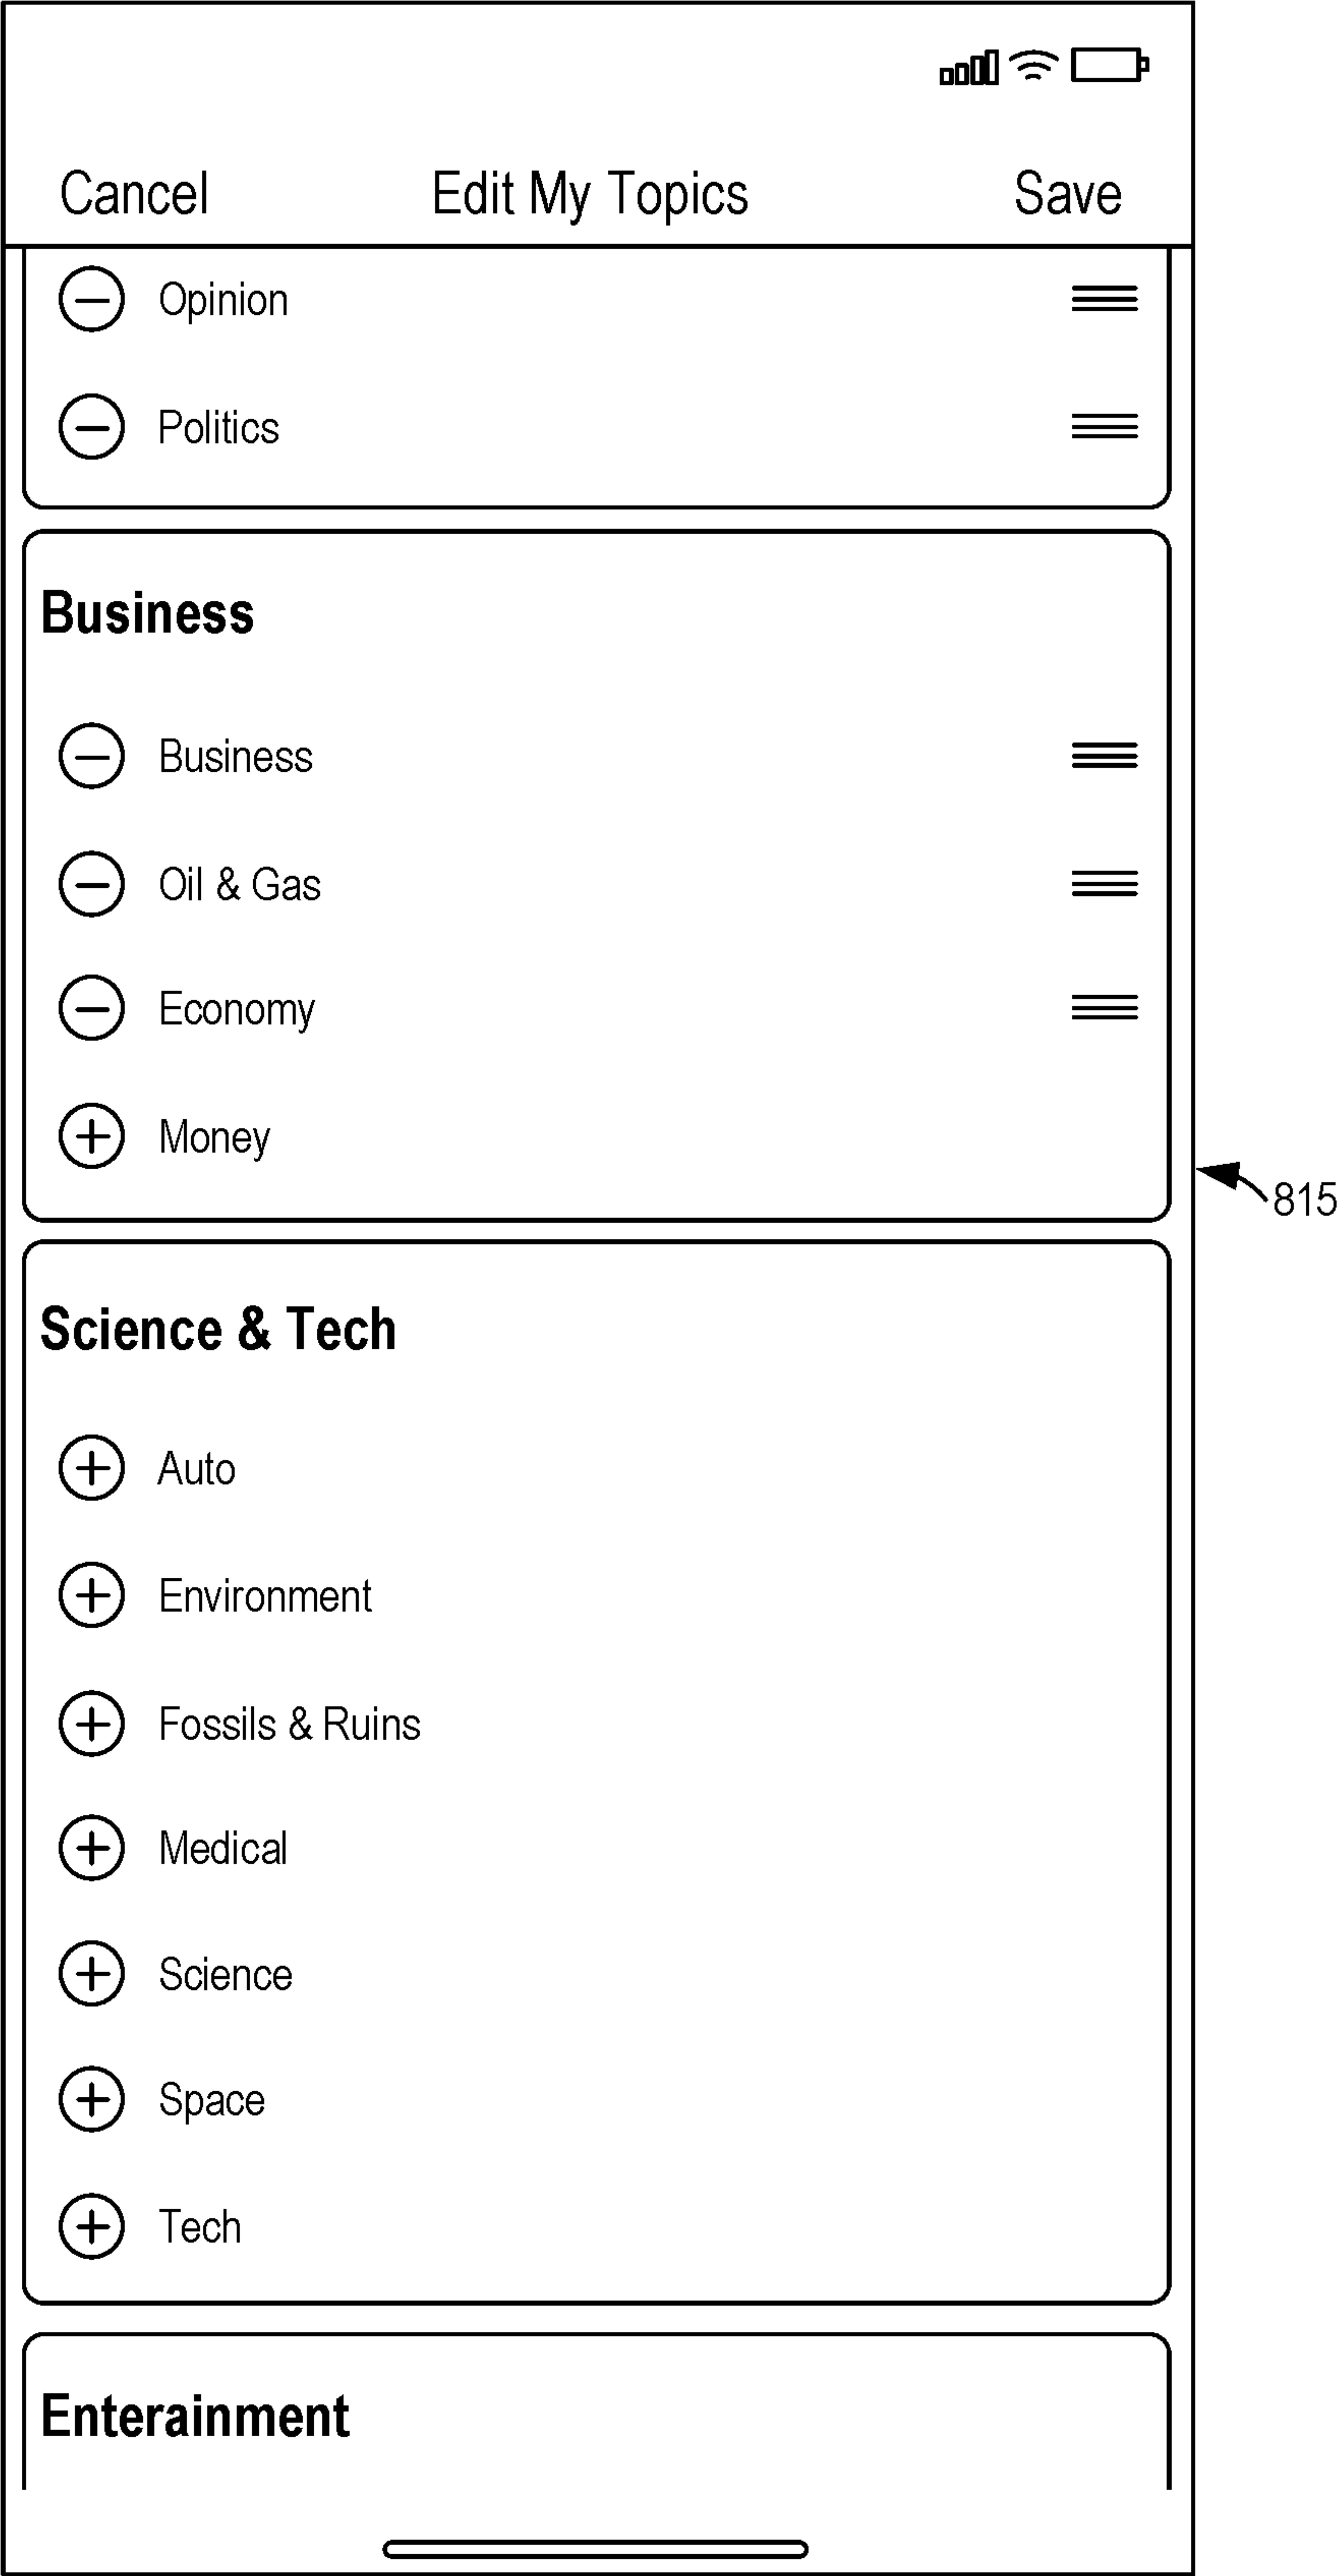 Cancel Edit My Topics Save
Opinion
Politics
Business
Business
Oil & Gas
Economy
Money
815
Science & Tech
Auto
Environment
Fossils & Ruins
Medical
Science
Space
Tech
Enterainment